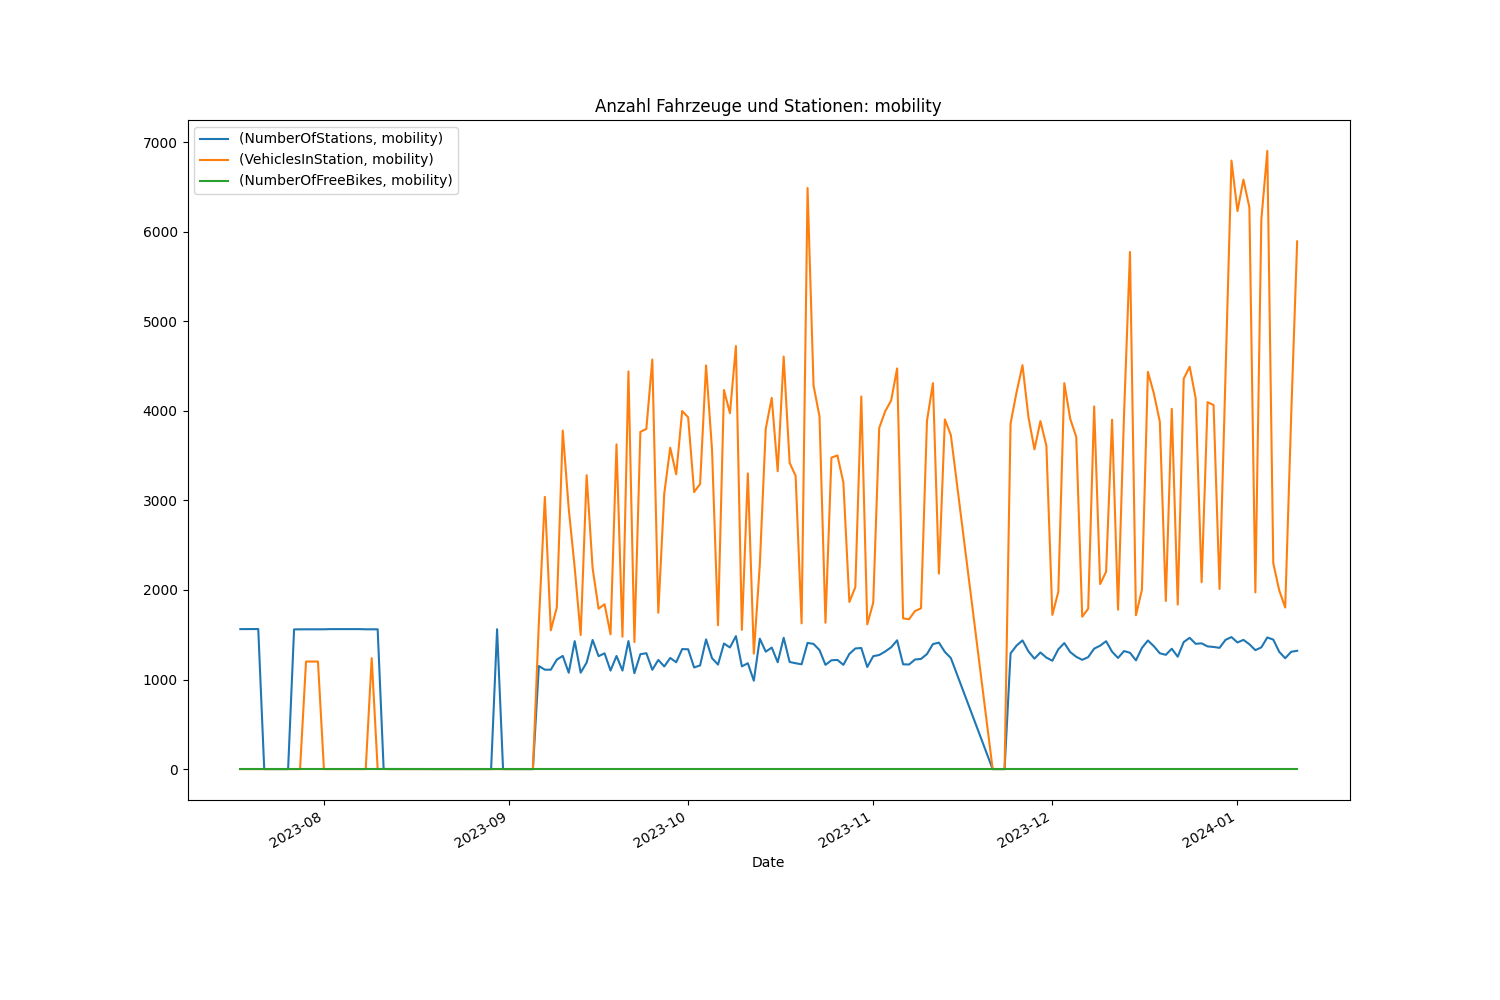 Anzahl Fahrzeuge und Stationen: mobility
(NumberOfStations, mobility)
(VehiclesInStation, mobility)
(NumberOfFreeBikes, mobility)
7000
6000
5000
4000
3000
2000
1000
0
2023-08
2023-09
2023-10
2023-11
2023-12
2024-01
Date